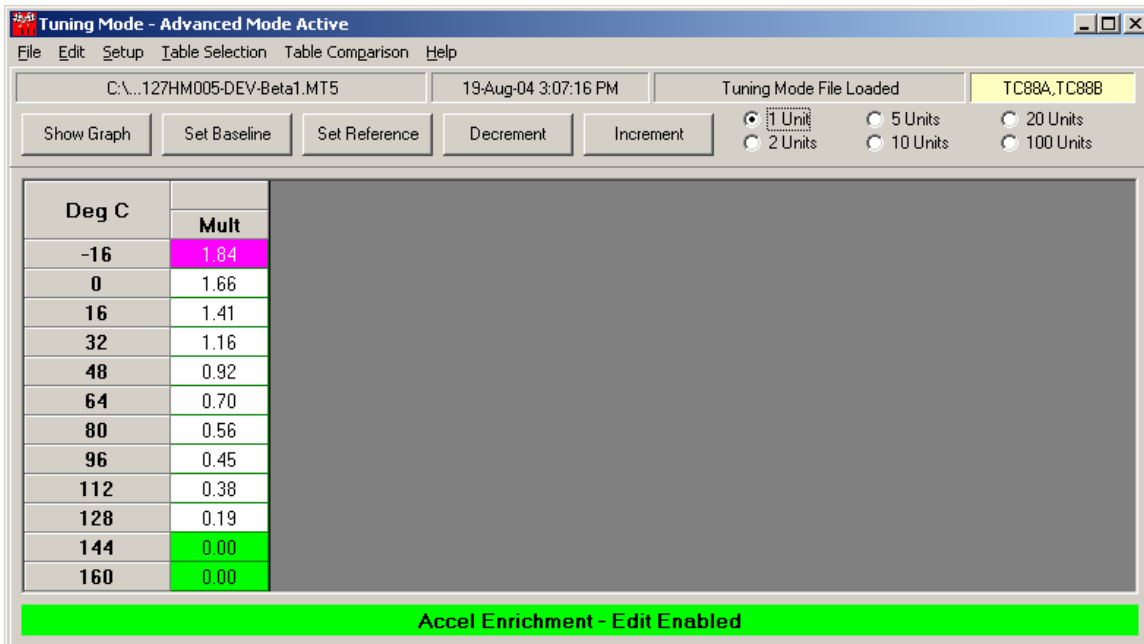 Tuning Mode - Advanced Mode Active
File Edit Setup Table Selection Table Comparison Help
C:\...127HM005-DEV-Beta1.MT5 19-Aug-04 3:07:16 PM Tuning Mode File Loaded TC88A,TC88B
Show Graph Set Baseline Set Reference Decrement Increment 1 Unit 5 Units 20 Units
2 Units 10 Units 100 Units
Deg C Mult
-16 1.84
0 1.66
16 1.41
32 1.16
48 0.92
64 0.70
80 0.56
96 0.45
112 0.38
128 0.19
144 0.00
160 0.00
Accel Enrichment - Edit Enabled